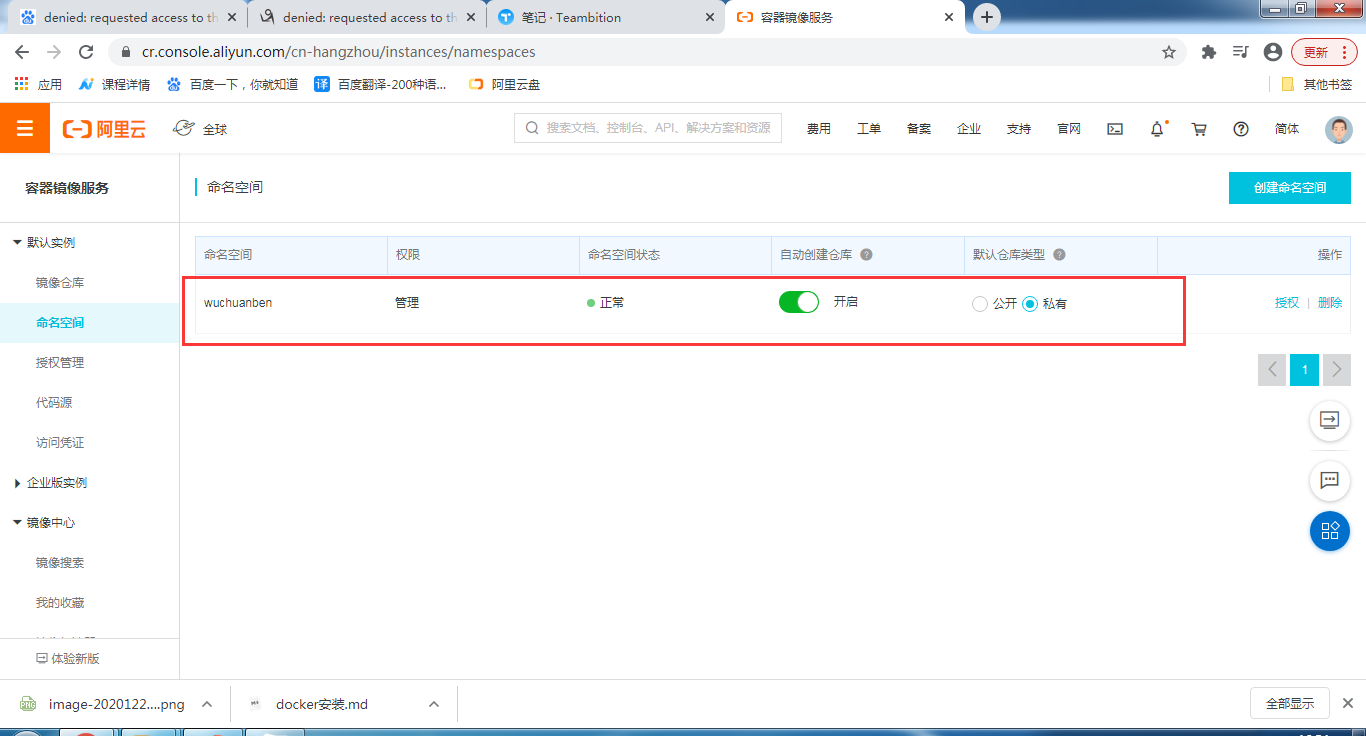 denied: requested access to th
denied: requested access to th
笔记 · Teambition
容器镜像服务
cr.console.aliyun.com/cn-hangzhou/instances/namespaces
更新
应用
课程详情
百度一下，你就知道
译
百度翻译-200种语...
阿里云盘
其他书签
阿里云
全球
搜索文档、控制台、API、解决方案和资源
费用
工单
备案
企业
支持
官网
简体
容器镜像服务
命名空间
创建命名空间
默认实例
镜像仓库
命名空间
授权管理
代码源
访问凭证
企业版实例
镜像中心
镜像搜索
我的收藏
体验新版
命名空间
权限
命名空间状态
自动创建仓库
默认仓库类型
操作
wuchuanben
管理
正常
开启
公开
私有
授权 | 删除
1
image-2020122....png
docker安装.md
全部显示